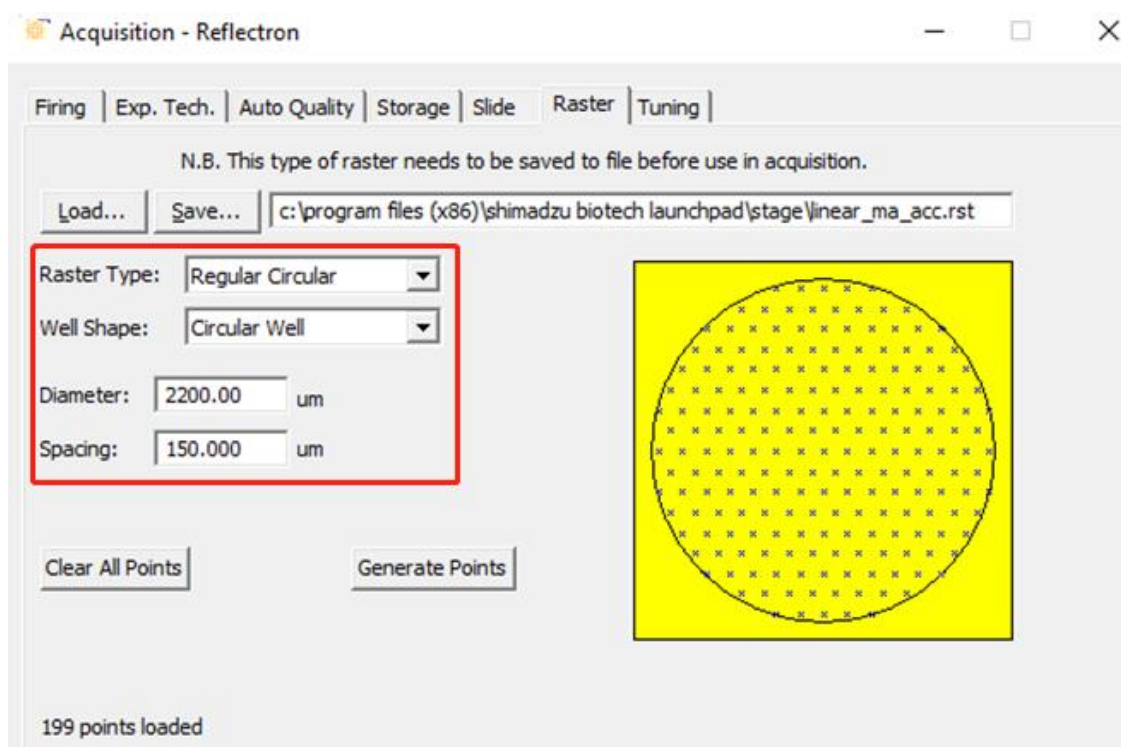 Acquisition - Reflectron
Firing Exp. Tech. Auto Quality Storage Slide Raster Tuning
N.B. This type of raster needs to be saved to file before use in acquisition.
Load... Save... c:\program files (x86)\shimadzu biotech launchpad\stage\linear_ma_acc.rst
Raster Type: Regular Circular
Well Shape: Circular Well
Diameter: 2200.00 um
Spacing: 150.000 um
Clear All Points Generate Points
199 points loaded